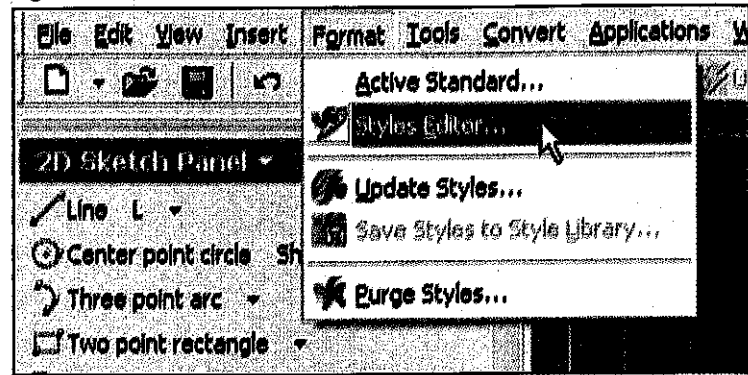 File Edit View Insert Format Tools Convert Applications W
Active Standard...
Styles Editor...
2D Sketch Panel
Update Styles...
Line L
Save Styles to Style Library...
Center point circle Sh
Three point arc
Purge Styles...
Two point rectangle